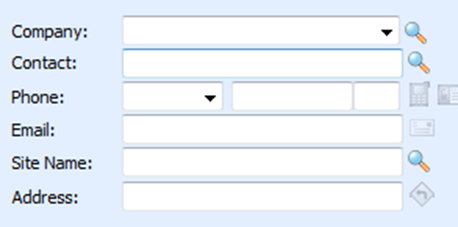 Company:
Contact:
Phone:
Email:
Site Name:
Address: